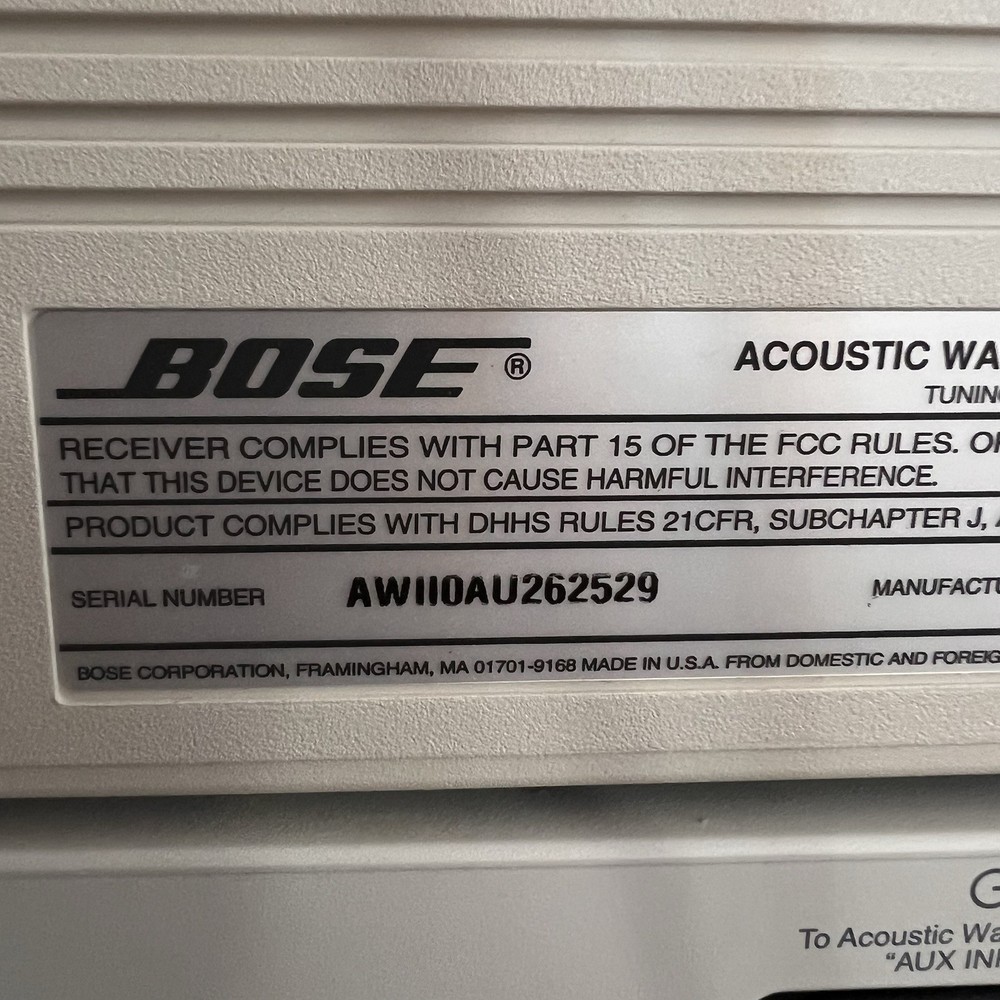 BOSE®
ACOUSTIC WA
TUNING
RECEIVER COMPLIES WITH PART 15 OF THE FCC RULES. O
THAT THIS DEVICE DOES NOT CAUSE HARMFUL INTERFERENCE.
PRODUCT COMPLIES WITH DHHS RULES 21CFR, SUBCHAPTER J,
SERIAL NUMBER AW110AU262529 MANUFACTU
BOSE CORPORATION, FRAMINGHAM, MA 01701-9168 MADE IN U.S.A. FROM DOMESTIC AND FOREIG
To Acoustic Wa
"AUX IN